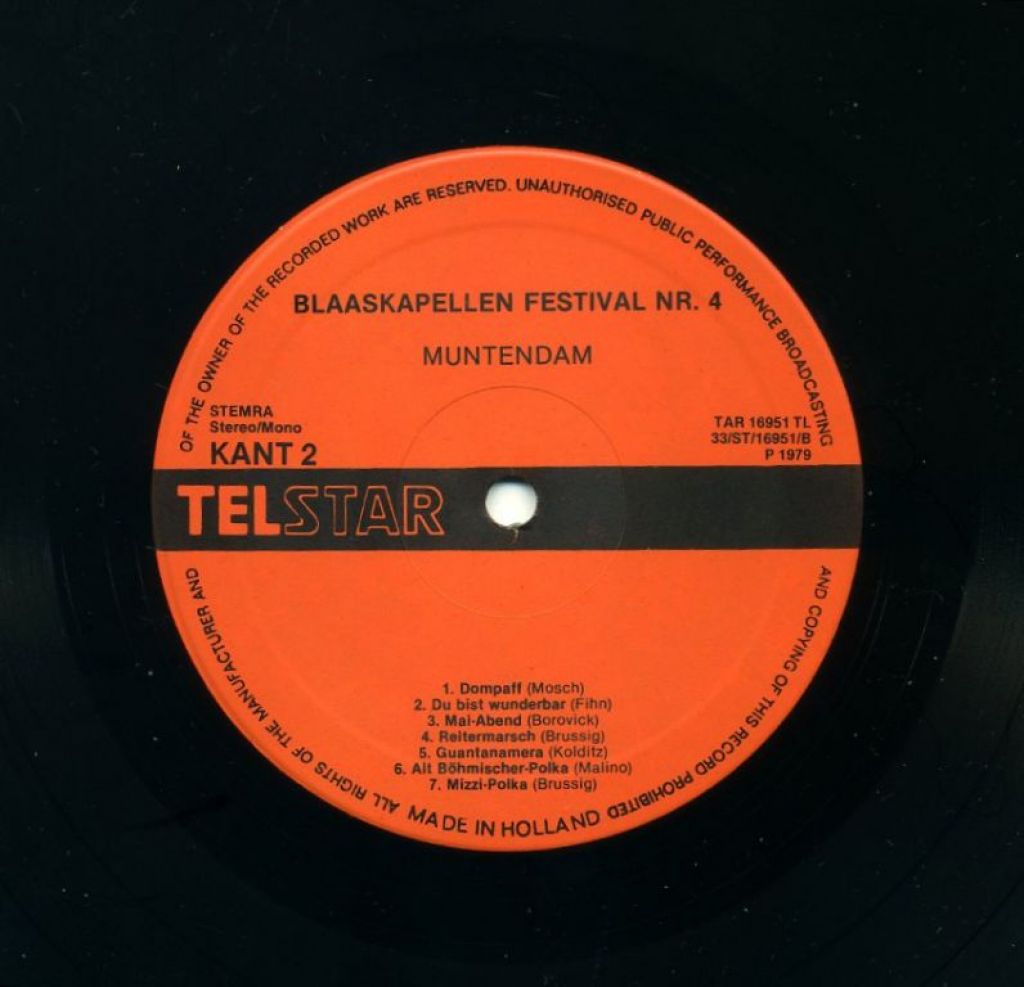 ALL RIGHTS OF THE MANUFACTURER AND OF THE OWNER OF THE RECORDED WORK ARE RESERVED. UNAUTHORISED PUBLIC PERFORMANCE BROADCASTING AND COPYING OF THIS RECORD PROHIBITED
BLAASKAPELLEN FESTIVAL NR. 4
MUNTENDAM
STEMRA
Stereo/Mono
KANT 2
TAR 16951 TL
33/ST/16951/B
P 1979
TELSTAR
1. Dompaff (Mosch)
2. Du bist wunderbar (Fihn)
3. Mai-Abend (Borovick)
4. Reitermarsch (Brussig)
5. Guantanamera (Kolditz)
6. Alt Böhmischer-Polka (Malino)
7. Mizzi-Polka (Brussig)
MADE IN HOLLAND